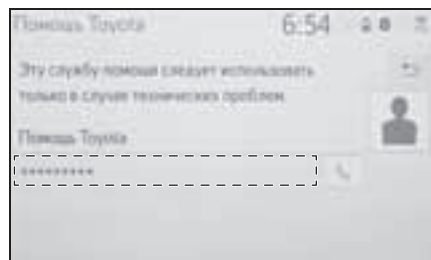 Помощь Toyota 6:54
Эту службу помощи следует использовать
только в случае технических проблем.
Помощь Toyota
*********